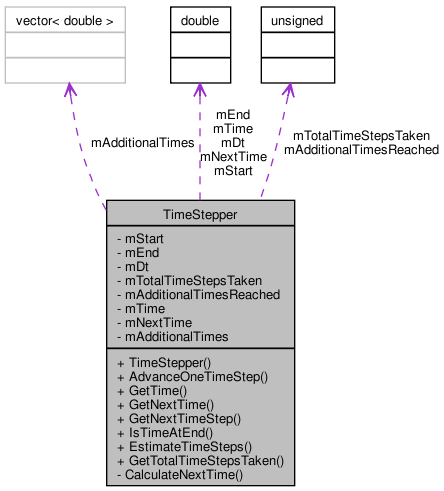 vector< double >
double
unsigned
mAdditionalTimes
mEnd
mTime
mDt
mNextTime
mStart
mTotalTimeStepsTaken
mAdditionalTimesReached
TimeStepper
- mStart
- mEnd
- mDt
- mTotalTimeStepsTaken
- mAdditionalTimesReached
- mTime
- mNextTime
- mAdditionalTimes
+ TimeStepper()
+ AdvanceOneTimeStep()
+ GetTime()
+ GetNextTime()
+ GetNextTimeStep()
+ IsTimeAtEnd()
+ EstimateTimeSteps()
+ GetTotalTimeStepsTaken()
- CalculateNextTime()